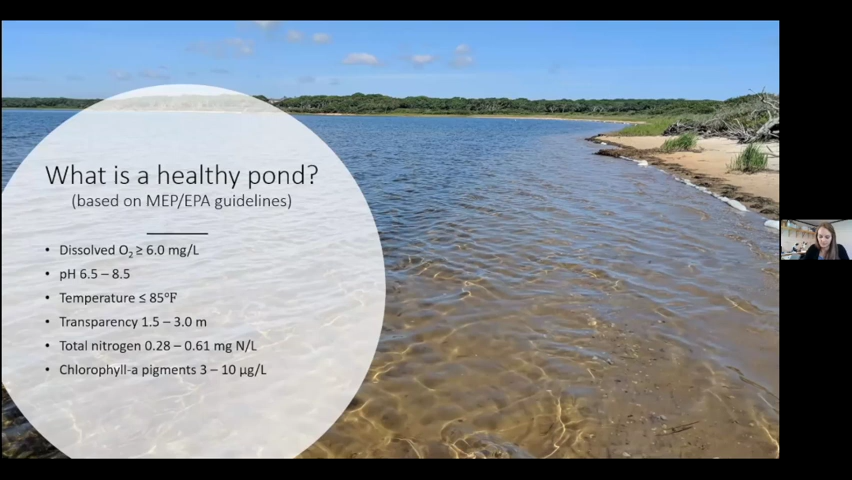 What is a healthy pond?
(based on MEP/EPA guidelines)
• Dissolved O₂ ≥ 6.0 mg/L
• pH 6.5 – 8.5
• Temperature ≤ 85°F
• Transparency 1.5 – 3.0 m
• Total nitrogen 0.28 – 0.61 mg N/L
• Chlorophyll-a pigments 3 – 10 µg/L